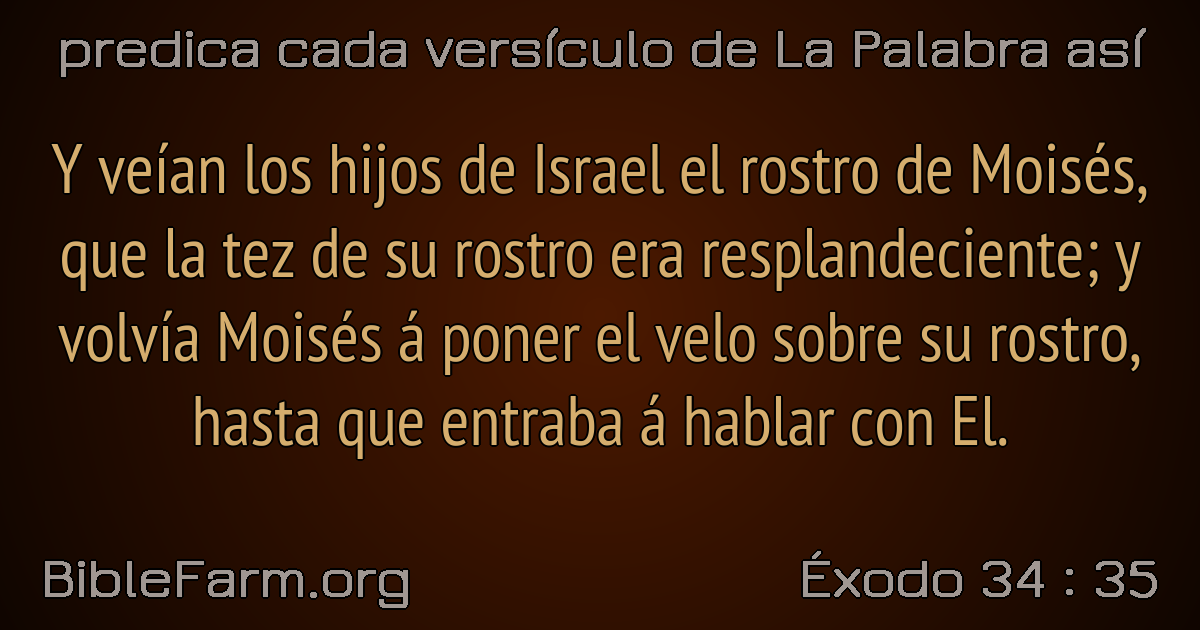 predica cada versículo de La Palabra así
Y veían los hijos de Israel el rostro de Moisés,
que la tez de su rostro era resplandeciente; y
volvía Moisés á poner el velo sobre su rostro,
hasta que entraba á hablar con El.
BibleFarm.org
Éxodo 34 : 35